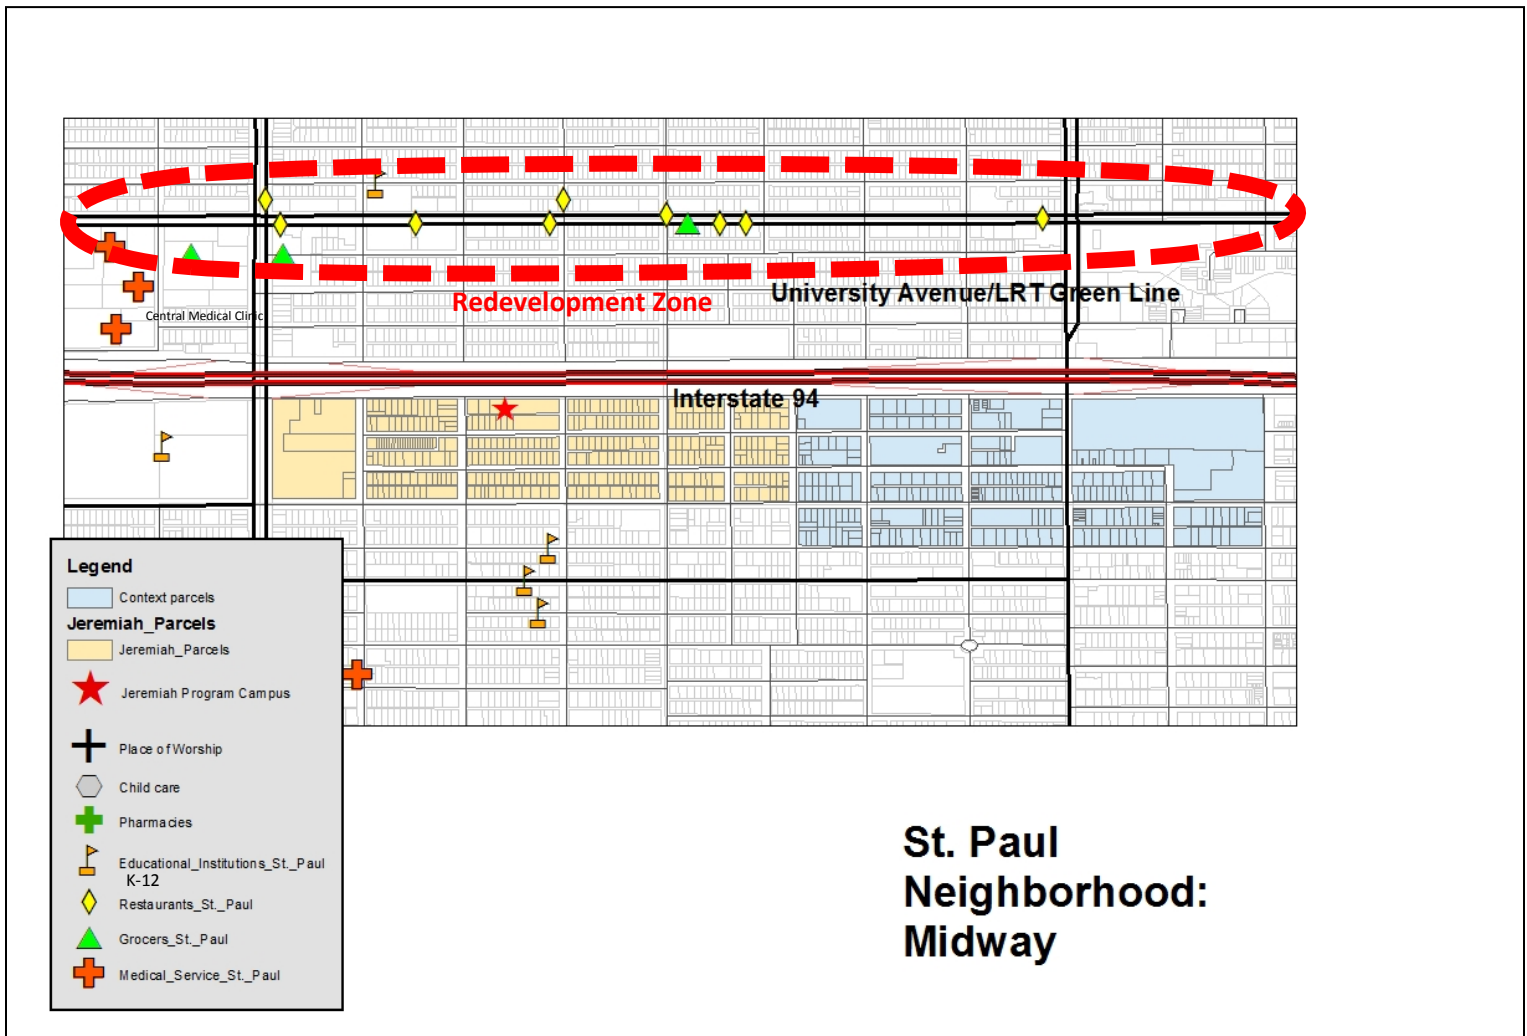 Redevelopment Zone
University Avenue/LRT Green Line
Central Medical Clinic
Interstate 94
Legend
Context parcels
Jeremiah_Parcels
Jeremiah_Parcels
Jeremiah Program Campus
Place of Worship
Child care
Pharmacies
Educational_Institutions_St._Paul
K-12
Restaurants_St._Paul
Grocers_St._Paul
Medical_Service_St._Paul
St. Paul
Neighborhood:
Midway